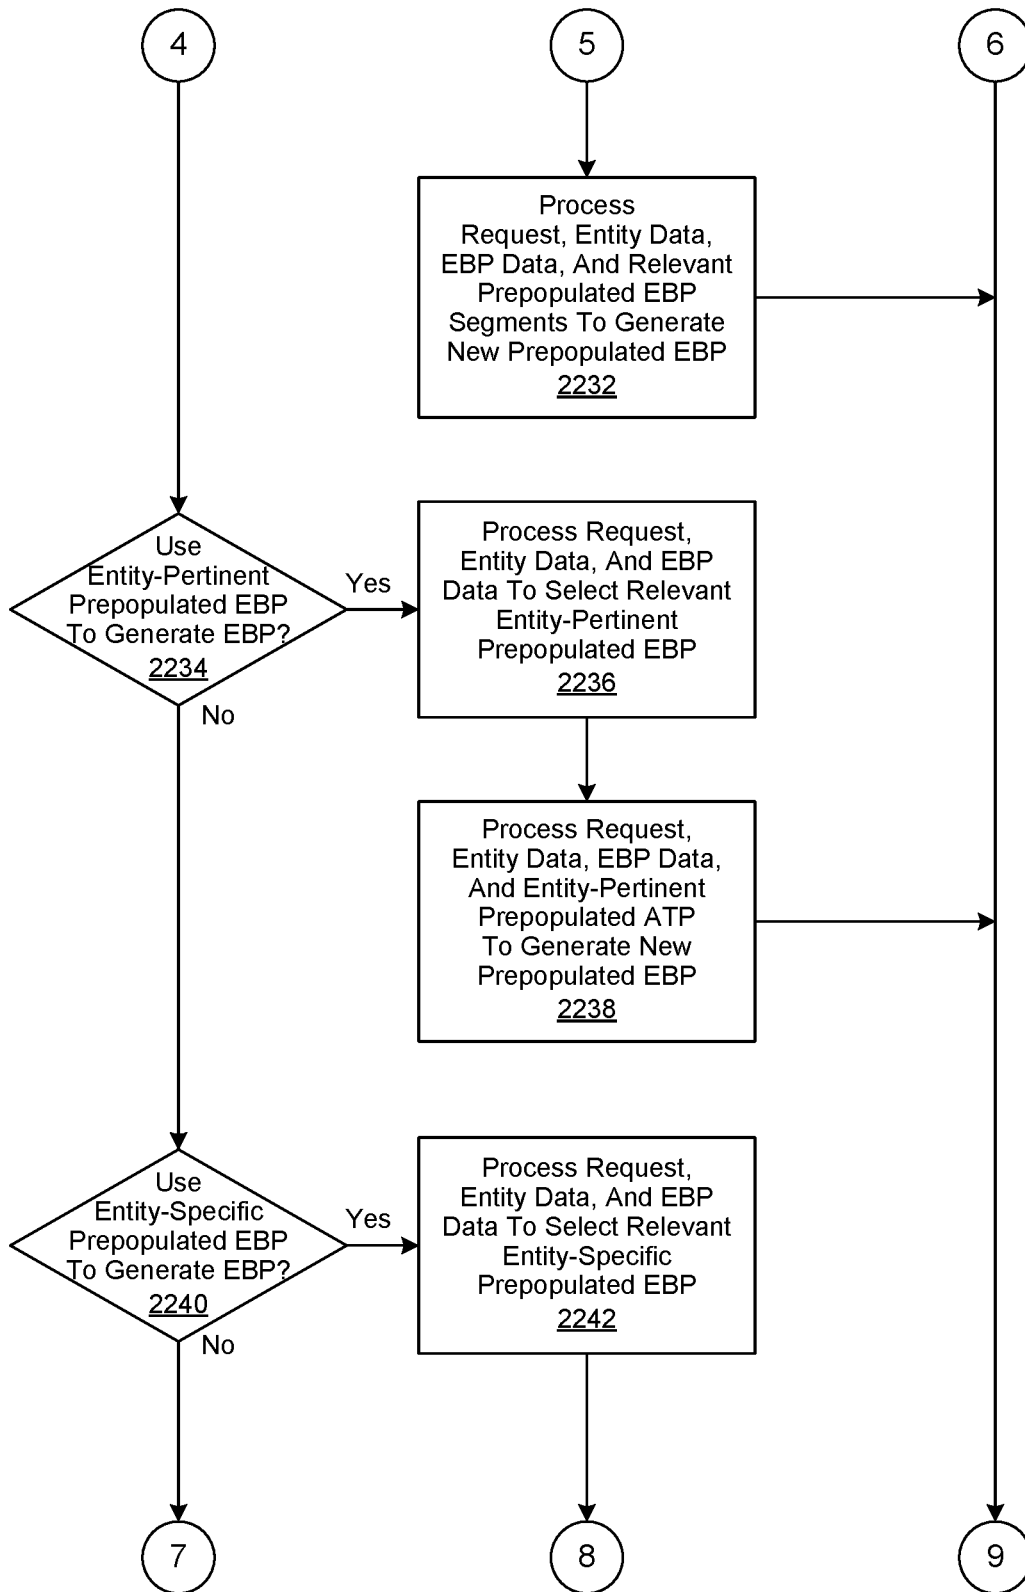 4
5
6
Process
Request, Entity Data,
EBP Data, And Relevant
Prepopulated EBP
Segments To Generate
New Prepopulated EBP
2232
Use
Entity-Pertinent
Prepopulated EBP
To Generate EBP?
2234
Yes
No
Process Request,
Entity Data, And EBP
Data To Select Relevant
Entity-Pertinent
Prepopulated EBP
2236
Process Request,
Entity Data, EBP Data,
And Entity-Pertinent
Prepopulated ATP
To Generate New
Prepopulated EBP
2238
Use
Entity-Specific
Prepopulated EBP
To Generate EBP?
2240
Yes
No
Process Request,
Entity Data, And EBP
Data To Select Relevant
Entity-Specific
Prepopulated EBP
2242
7
8
9